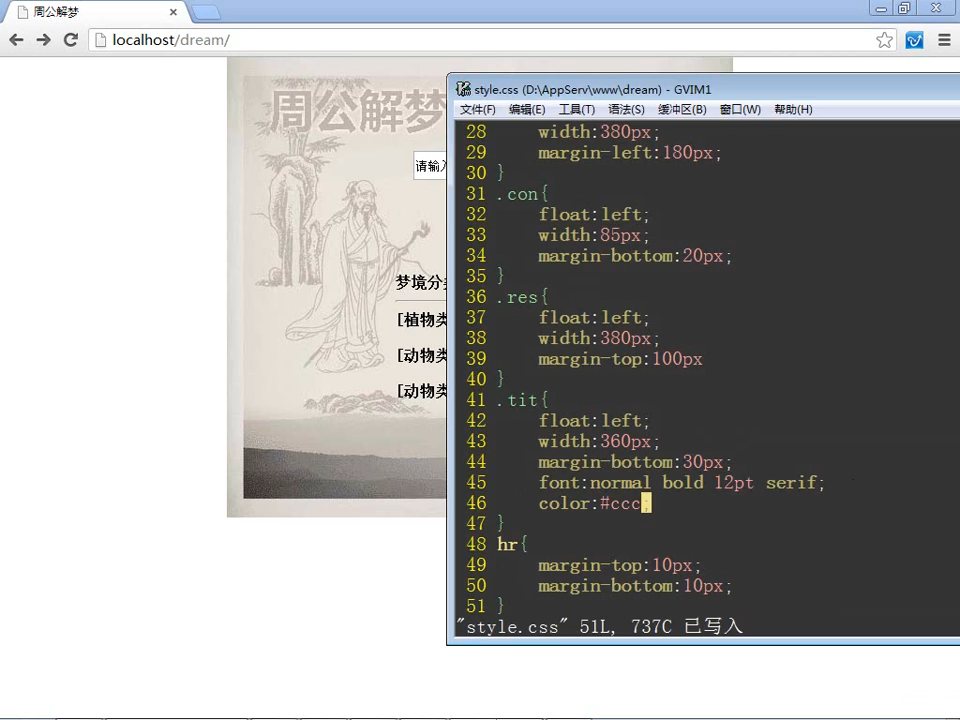 周公解梦
localhost/dream/
周公解梦
请输入
梦境分类
[植物类
[动物类
[动物类
style.css (D:\AppServ\www\dream) - GVIM1
文件(F) 编辑(E) 工具(T) 语法(S) 缓冲区(B) 窗口(W) 帮助(H)
28 width:380px;
29 margin-left:180px;
30 }
31 .con{
32 float:left;
33 width:85px;
34 margin-bottom:20px;
35 }
36 .res{
37 float:left;
38 width:380px;
39 margin-top:100px
40 }
41 .tit{
42 float:left;
43 width:360px;
44 margin-bottom:30px;
45 font:normal bold 12pt serif;
46 color:#ccc;
47 }
48 hr{
49 margin-top:10px;
50 margin-bottom:10px;
51 }
"style.css" 51L, 737C 已写入